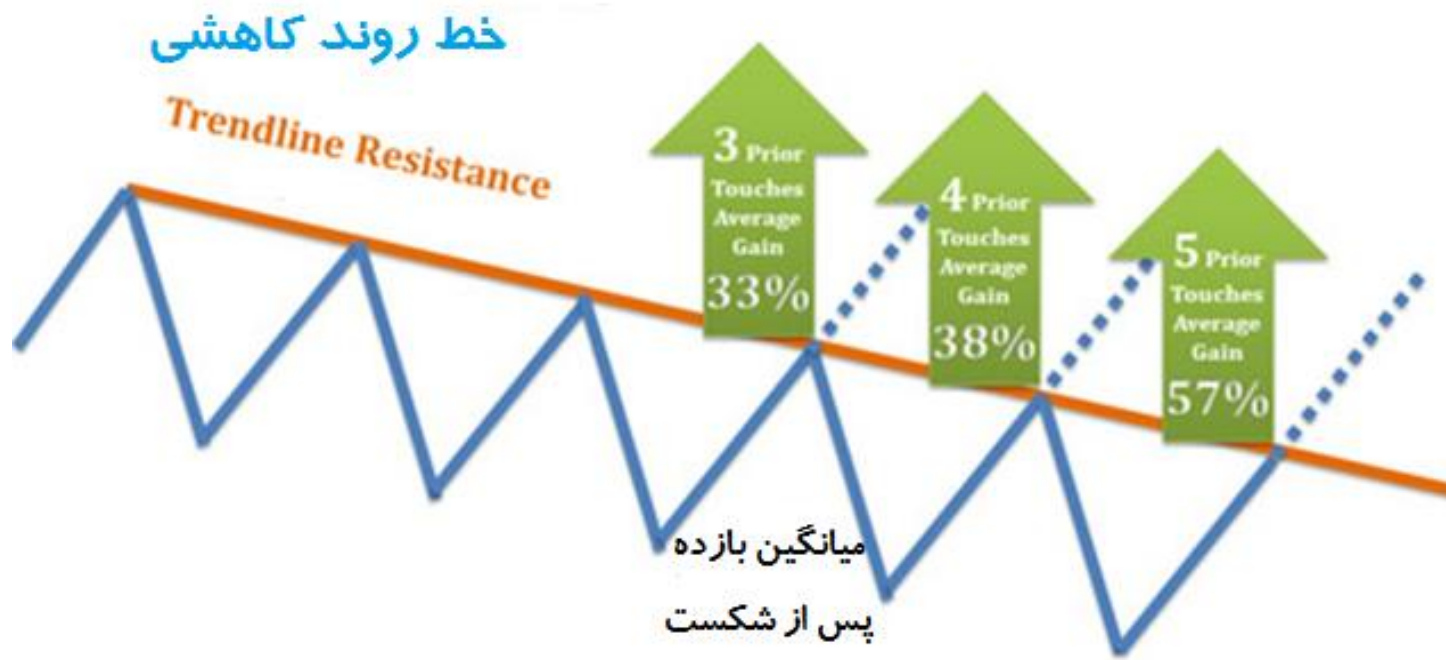 خط روند کاهشی
Trendline Resistance
3 Prior
Touches
Average
Gain
33%
4 Prior
Touches
Average
Gain
38%
5 Prior
Touches
Average
Gain
57%
میانگین بازده
پس از شکست